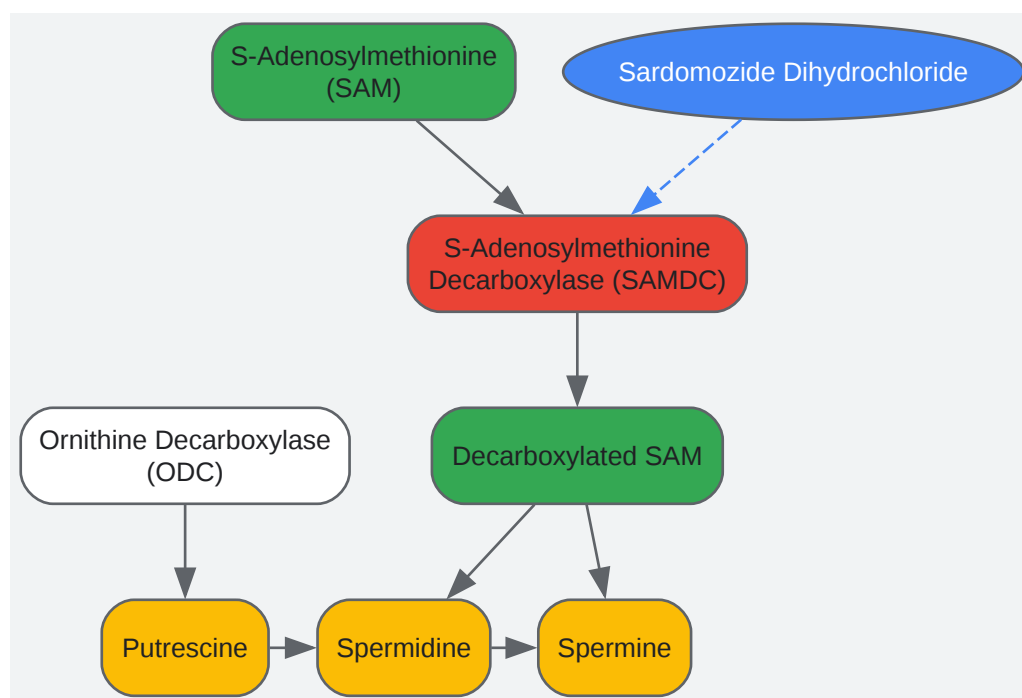 S-Adenosylmethionine
(SAM)
Sardomozide Dihydrochloride
S-Adenosylmethionine
Decarboxylase (SAMDC)
Ornithine Decarboxylase
(ODC)
Decarboxylated SAM
Putrescine
Spermidine
Spermine